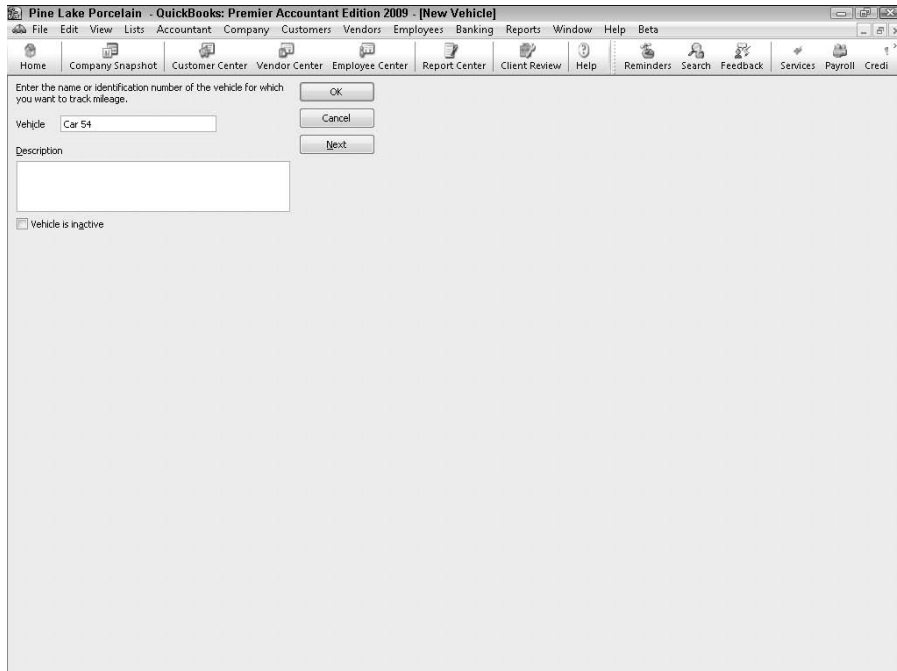 Pine Lake Porcelain - QuickBooks: Premier Accountant Edition 2009 - [New Vehicle]
File Edit View Lists Accountant Company Customers Vendors Employees Banking Reports Window Help Beta
Home Company Snapshot Customer Center Vendor Center Employee Center Report Center Client Review Help Reminders Search Feedback Services Payroll Credi
Enter the name or identification number of the vehicle for which
you want to track mileage.
OK
Vehicle Car 54
Cancel
Next
Description
Vehicle is inactive